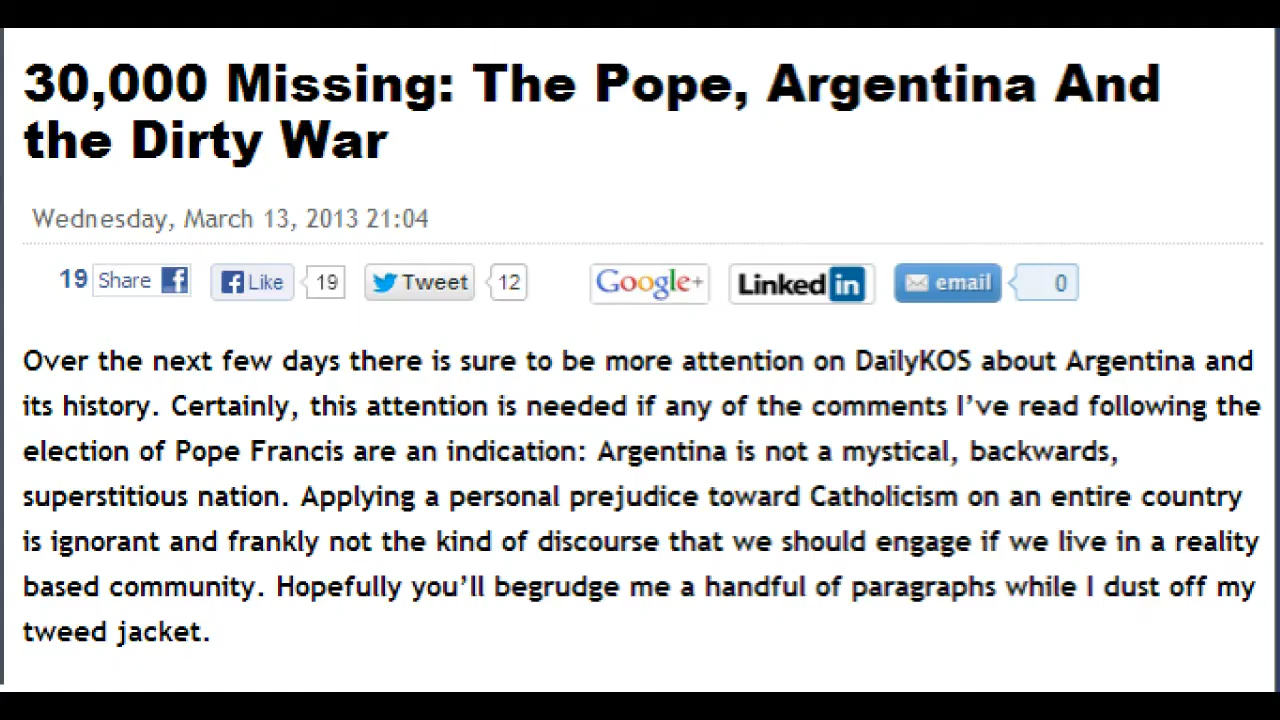 30,000 Missing: The Pope, Argentina And
the Dirty War
Wednesday, March 13, 2013 21:04
19 Share f f Like 19 Tweet 12 Google+ Linked in email 0
Over the next few days there is sure to be more attention on DailyKOS about Argentina and
its history. Certainly, this attention is needed if any of the comments I’ve read following the
election of Pope Francis are an indication: Argentina is not a mystical, backwards,
superstitious nation. Applying a personal prejudice toward Catholicism on an entire country
is ignorant and frankly not the kind of discourse that we should engage if we live in a reality
based community. Hopefully you’ll begrudge me a handful of paragraphs while I dust off my
tweed jacket.